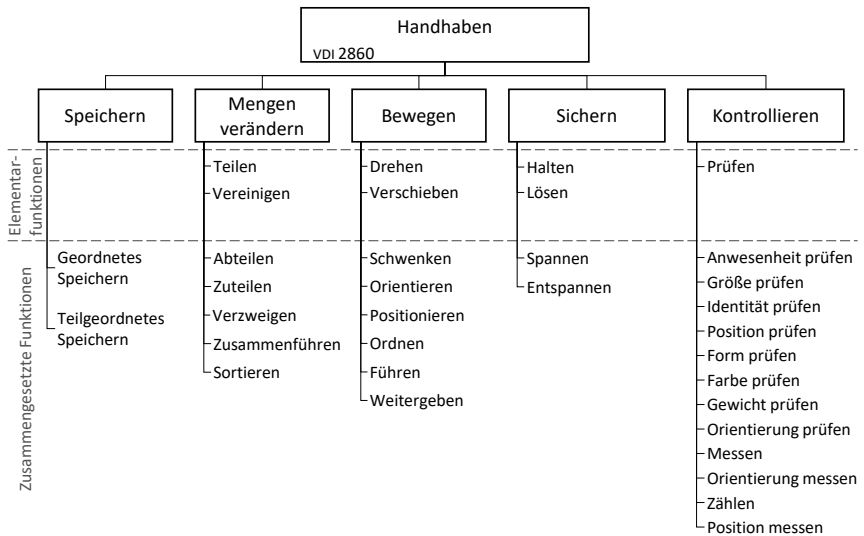 Handhaben
VDI 2860
Speichern
Mengen
verändern
Bewegen
Sichern
Kontrollieren
Elementar-
funktionen
Teilen
Vereinigen
Drehen
Verschieben
Halten
Lösen
Prüfen
Zusammengesetzte Funktionen
Geordnetes
Speichern
Teilgeordnetes
Speichern
Abteilen
Zuteilen
Verzweigen
Zusammenführen
Sortieren
Schwenken
Orientieren
Positionieren
Ordnen
Führen
Weitergeben
Spannen
Entspannen
Anwesenheit prüfen
Größe prüfen
Identität prüfen
Position prüfen
Form prüfen
Farbe prüfen
Gewicht prüfen
Orientierung prüfen
Messen
Orientierung messen
Zählen
Position messen